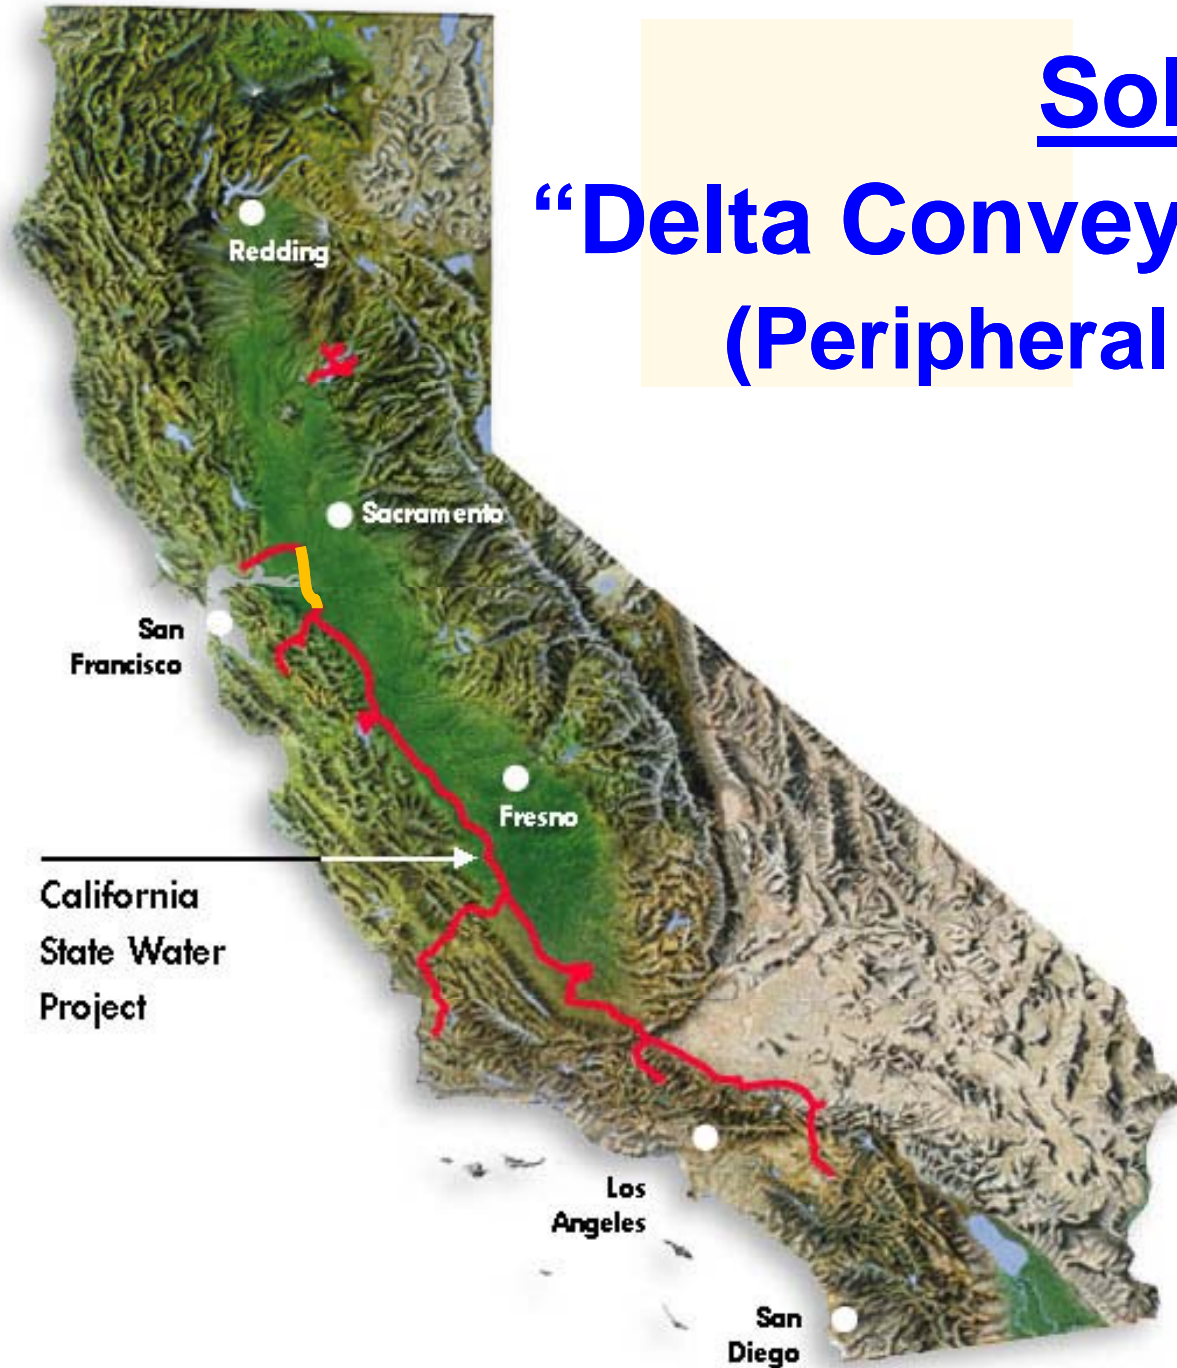 Sol
“Delta Convey
(Peripheral
Redding
Sacramento
San
Francisco
Fresno
California
State Water
Project
Los
Angeles
San
Diego